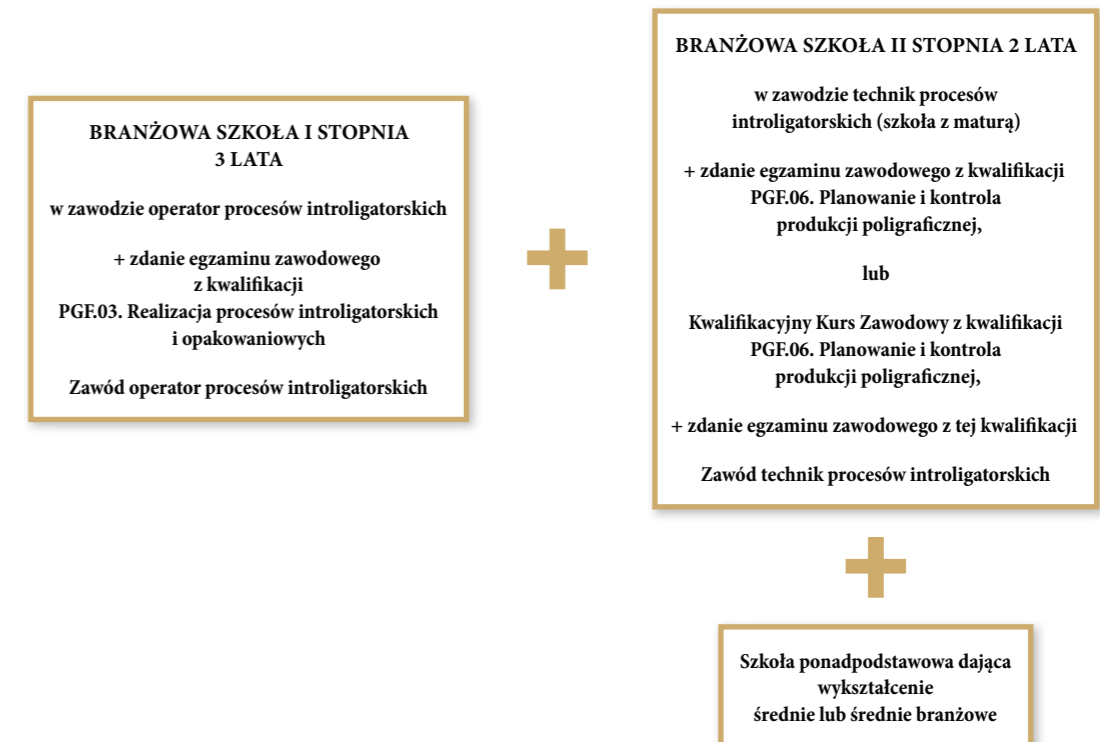 BRANŻOWA SZKOŁA I STOPNIA
3 LATA
w zawodzie operator procesów introligatorskich
+ zdanie egzaminu zawodowego
z kwalifikacji
PGF.03. Realizacja procesów introligatorskich
i opakowaniowych
Zawód operator procesów introligatorskich
BRANŻOWA SZKOŁA II STOPNIA 2 LATA
w zawodzie technik procesów
introligatorskich (szkoła z maturą)
+ zdanie egzaminu zawodowego z kwalifikacji
PGF.06. Planowanie i kontrola
produkcji poligraficznej,
lub
Kwalifikacyjny Kurs Zawodowy z kwalifikacji
PGF.06. Planowanie i kontrola
produkcji poligraficznej,
+ zdanie egzaminu zawodowego z tej kwalifikacji
Zawód technik procesów introligatorskich
Szkoła ponadpodstawowa dająca
wykształcenie
średnie lub średnie branżowe